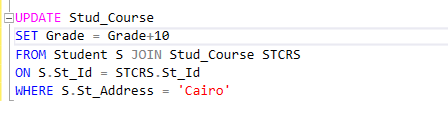 UPDATE Stud_Course
SET Grade = Grade+10
FROM Student S JOIN Stud_Course STCRS
ON S.St_Id = STCRS.St_Id
WHERE S.St_Address = 'Cairo'